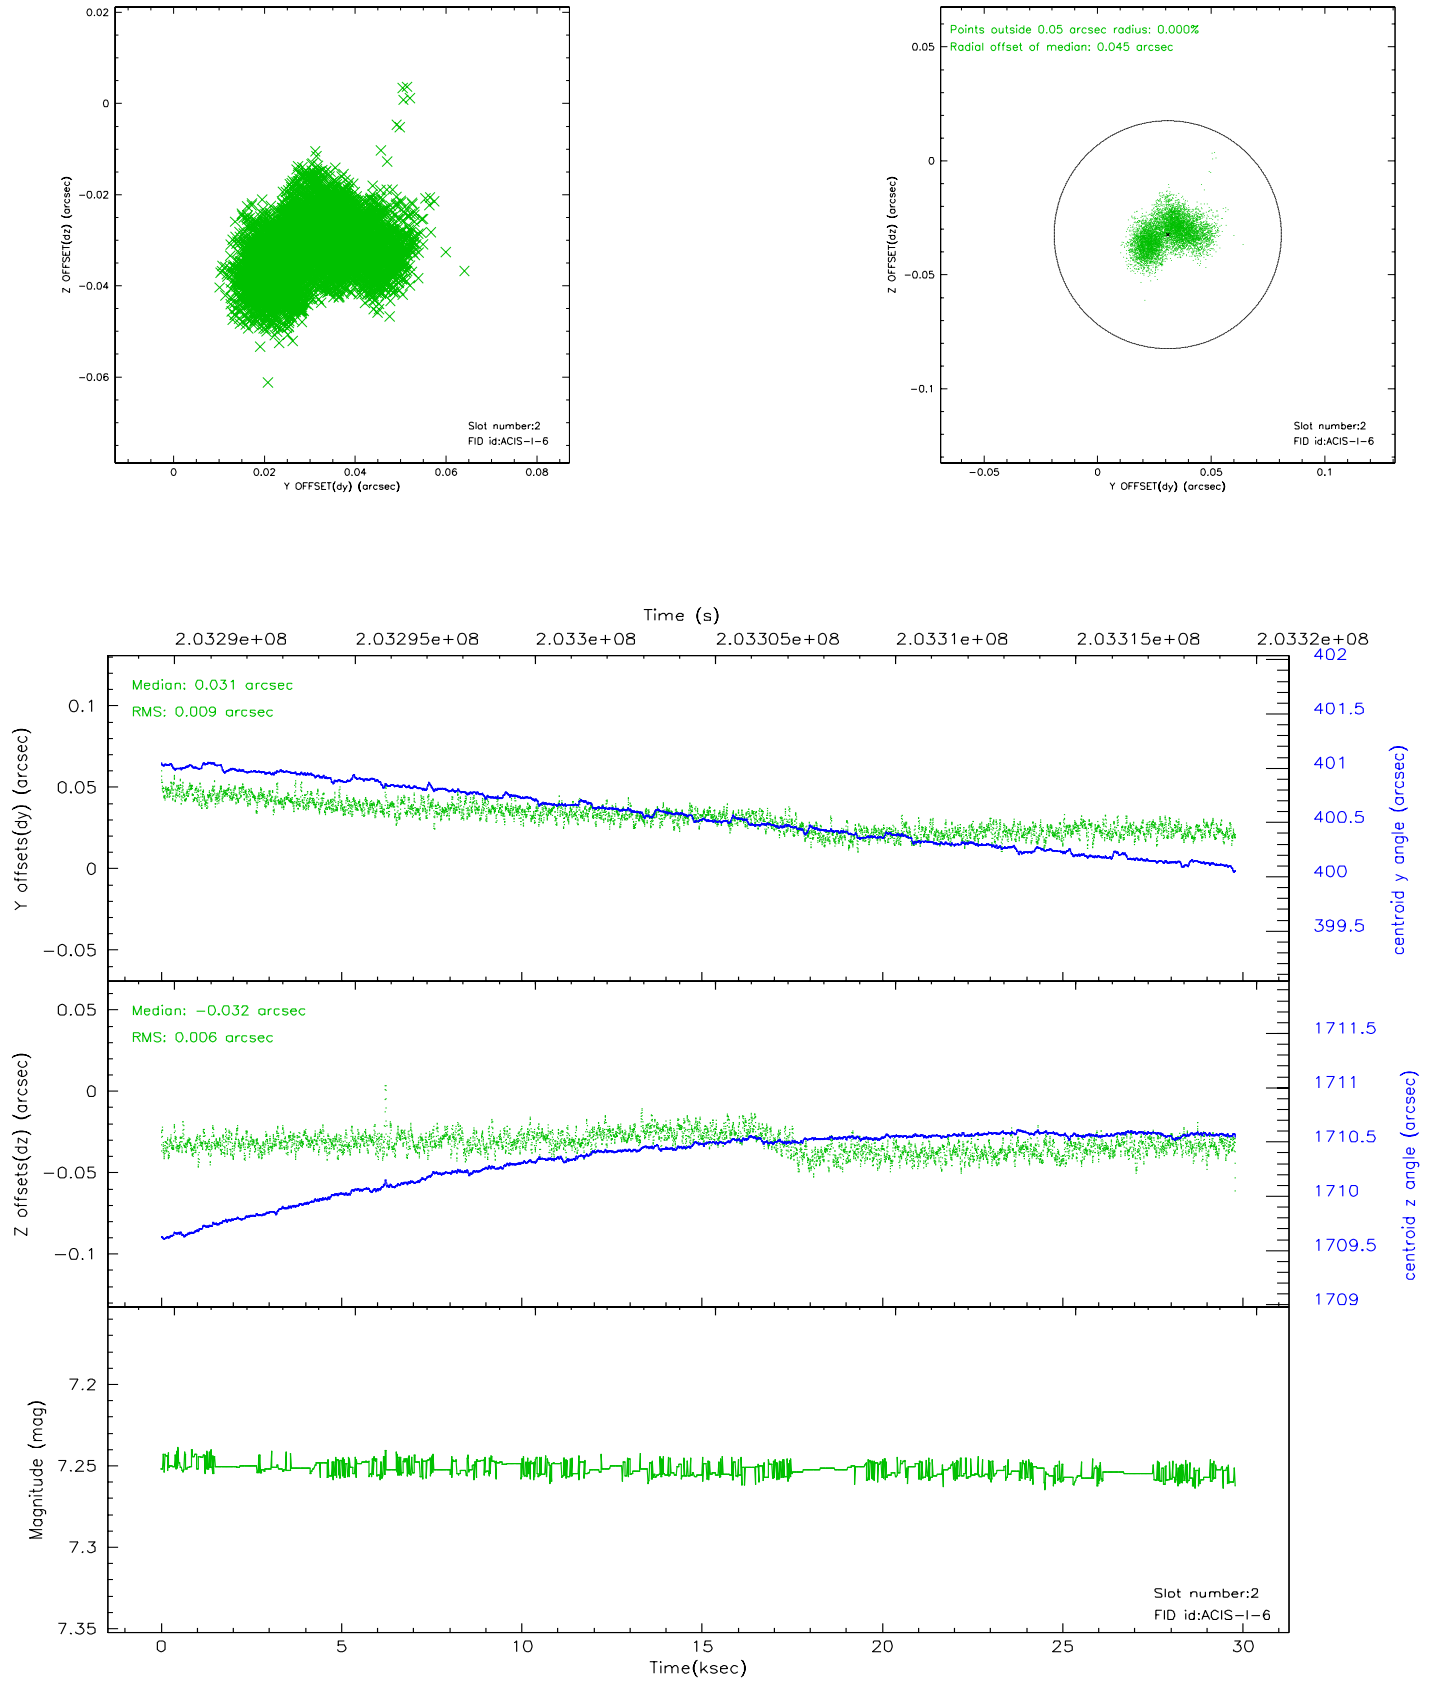 0.02
0
−0.02
−0.04
−0.06
Z OFFSET(dz) (arcsec)
0
0.02
0.04
0.06
0.08
Y OFFSET(dy) (arcsec)
Slot number:2
FID id:ACIS−I−6
Points outside 0.05 arcsec radius: 0.000%
Radial offset of median: 0.045 arcsec
0.05
0
−0.05
−0.1
Z OFFSET(dz) (arcsec)
−0.05
0
0.05
0.1
Y OFFSET(dy) (arcsec)
Slot number:2
FID id:ACIS−I−6
Time (s)
2.0329e+08
2.03295e+08
2.033e+08
2.03305e+08
2.0331e+08
2.03315e+08
2.0332e+08
Median: 0.031 arcsec
RMS: 0.009 arcsec
0.1
0.05
0
−0.05
Y offsets(dy) (arcsec)
402
401.5
401
400.5
400
399.5
centroid y angle (arcsec)
Median: −0.032 arcsec
RMS: 0.006 arcsec
0.05
0
−0.05
−0.1
Z offsets(dz) (arcsec)
1711.5
1711
1710.5
1710
1709.5
1709
centroid z angle (arcsec)
7.2
7.25
7.3
7.35
Magnitude (mag)
Slot number:2
FID id:ACIS−I−6
0
5
10
15
20
25
30
Time(ksec)